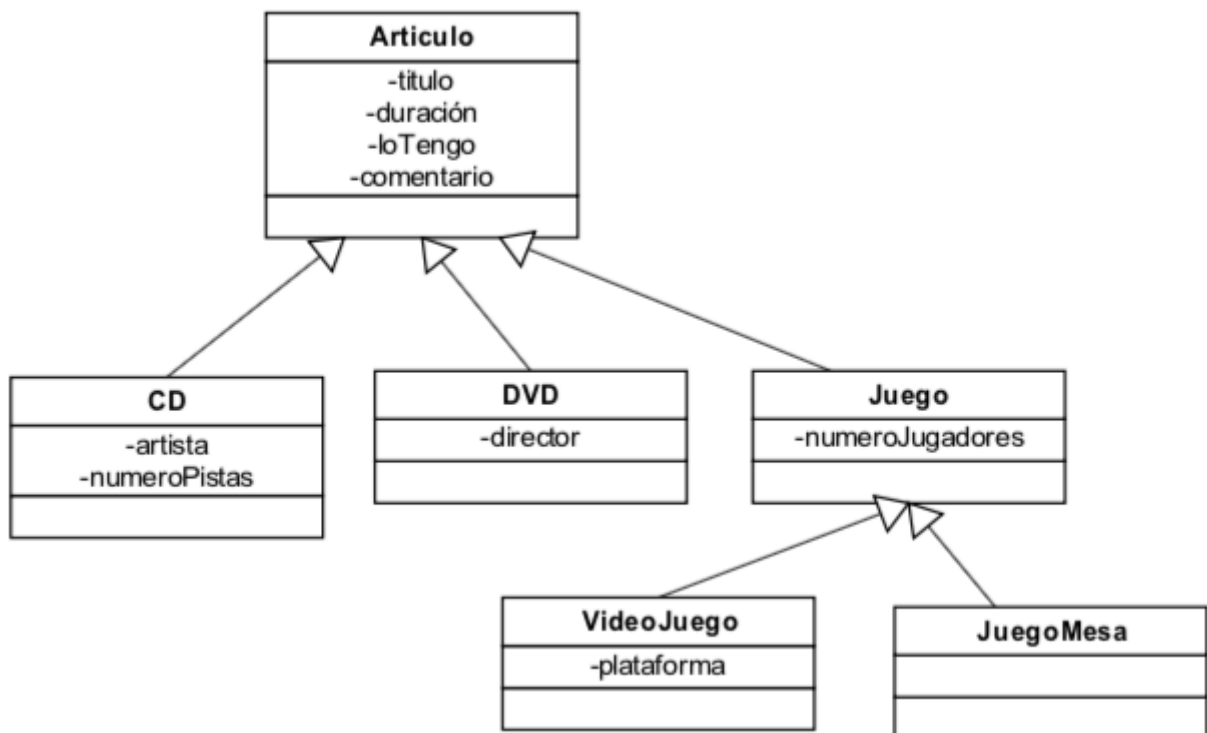 Articulo
-titulo
-duración
-loTengo
-comentario
CD
-artista
-numeroPistas
DVD
-director
Juego
-numeroJugadores
VideoJuego
-plataforma
JuegoMesa